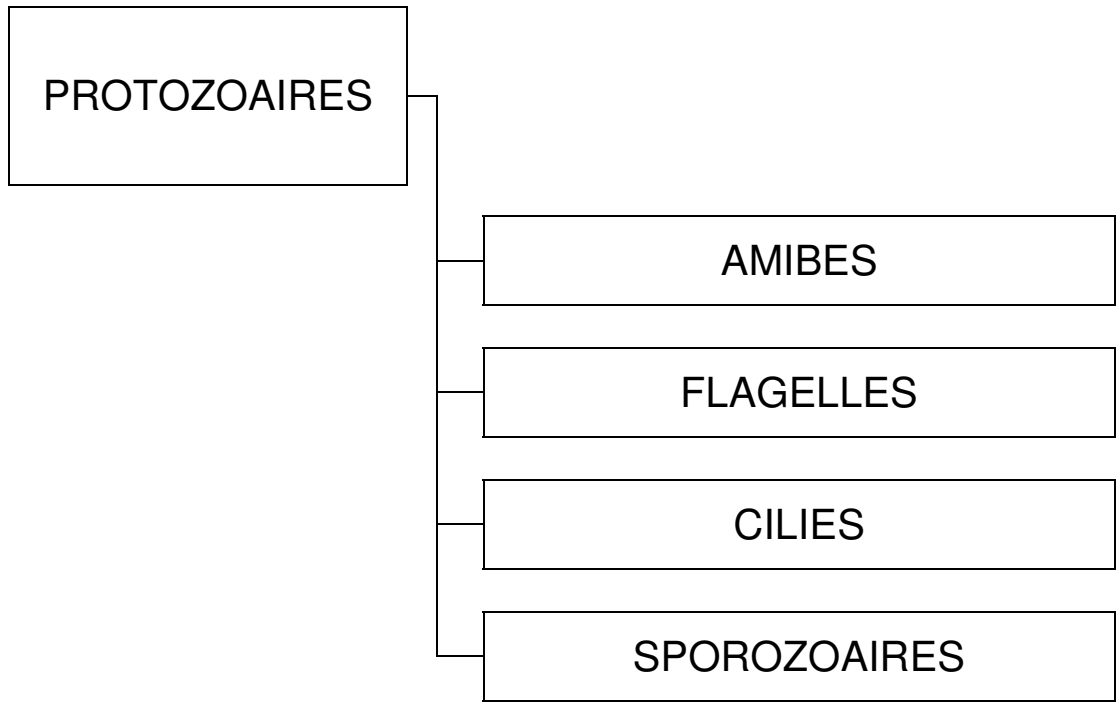 PROTOZOAIRES
AMIBES
FLAGELLES
CILIES
SPOROZOAIRES